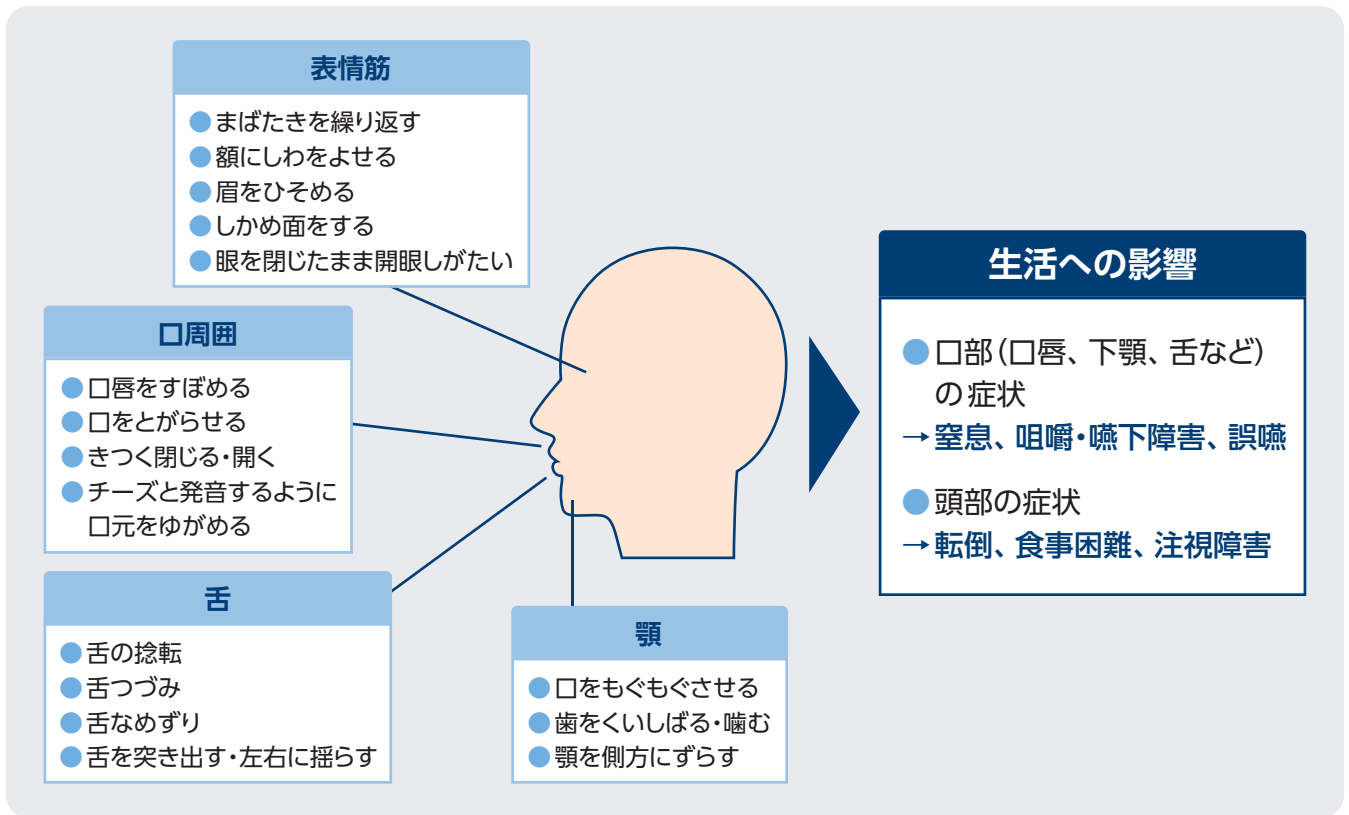 表情筋
●まばたきを繰り返す
●額にしわをよせる
●眉をひそめる
●しかめ面をする
●眼を閉じたまま開眼しがたい
口周囲
●口唇をすぼめる
●口をとがらせる
●きつく閉じる・開く
●チーズと発音するように
口元をゆがめる
舌
●舌の捻転
●舌つづみ
●舌なめずり
●舌を突き出す・左右に揺らす
顎
●口をもぐもぐさせる
●歯をくいしばる・噛む
●顎を側方にずらす
生活への影響
●口部(口唇、下顎、舌など)
の症状
→窒息、咀嚼・嚥下障害、誤嚥
●頭部の症状
→転倒、食事困難、注視障害